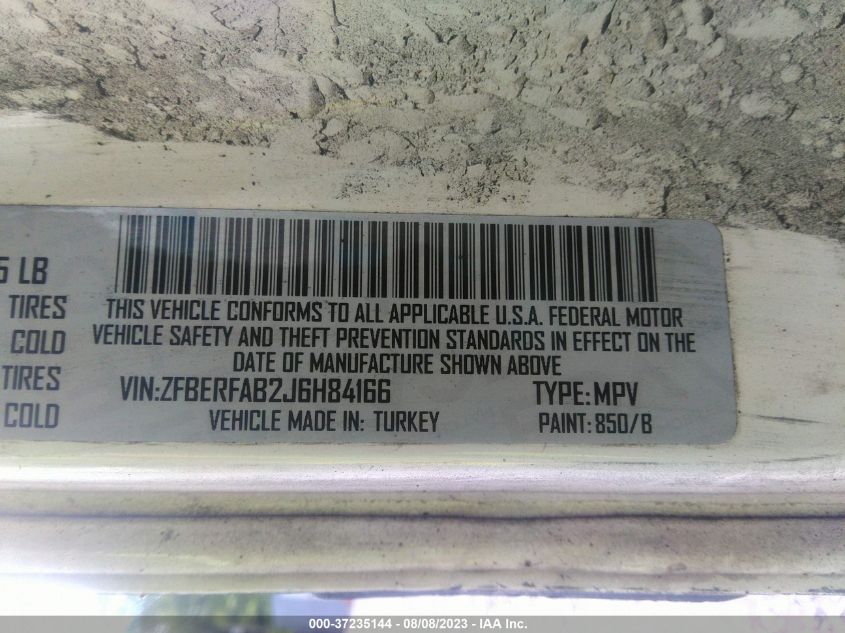 5 LB
TIRES
COLD
TIRES
COLD
THIS VEHICLE CONFORMS TO ALL APPLICABLE U.S.A. FEDERAL MOTOR
VEHICLE SAFETY AND THEFT PREVENTION STANDARDS IN EFFECT ON THE
DATE OF MANUFACTURE SHOWN ABOVE
VIN:ZFBERFAB2J6H84166 TYPE:MPV
VEHICLE MADE IN: TURKEY PAINT: 850/B
000-37235144 - 08/08/2023 - IAA Inc.